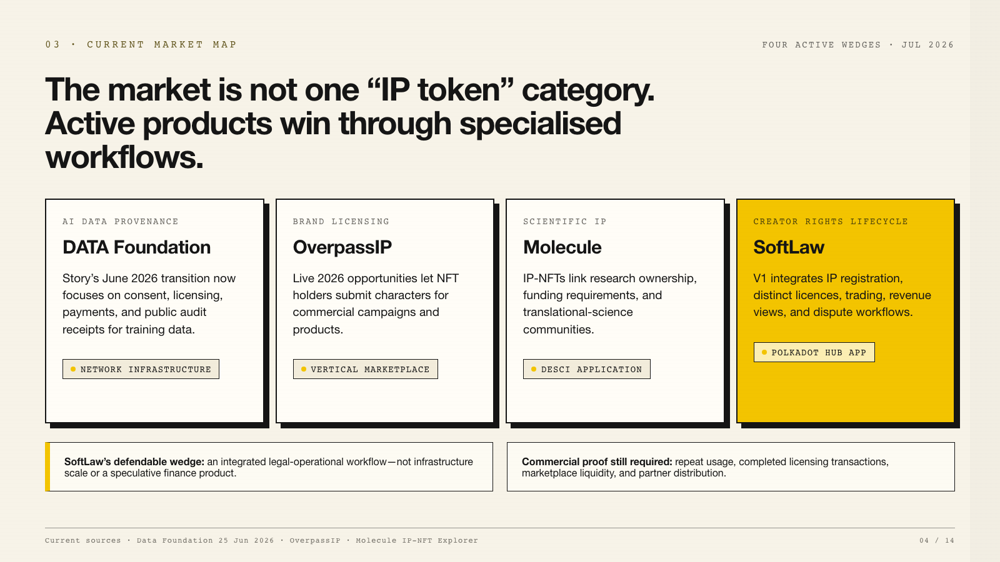 03 · CURRENT MARKET MAP
FOUR ACTIVE WEDGES · JUL 2026
The market is not one “IP token” category.
Active products win through specialised
workflows.
AI DATA PROVENANCE
DATA Foundation
Story’s June 2026 transition now
focuses on consent, licensing,
payments, and public audit
receipts for training data.
NETWORK INFRASTRUCTURE
BRAND LICENSING
OverpassIP
Live 2026 opportunities let NFT
holders submit characters for
commercial campaigns and
products.
VERTICAL MARKETPLACE
SCIENTIFIC IP
Molecule
IP-NFTs link research ownership,
funding requirements, and
translational-science
communities.
DESCI APPLICATION
CREATOR RIGHTS LIFECYCLE
SoftLaw
V1 integrates IP registration,
distinct licences, trading, revenue
views, and dispute workflows.
POLKADOT HUB APP
SoftLaw’s defendable wedge: an integrated legal-operational workflow—not infrastructure
scale or a speculative finance product.
Commercial proof still required: repeat usage, completed licensing transactions,
marketplace liquidity, and partner distribution.
Current sources · Data Foundation 25 Jun 2026 · OverpassIP · Molecule IP-NFT Explorer
04 / 14